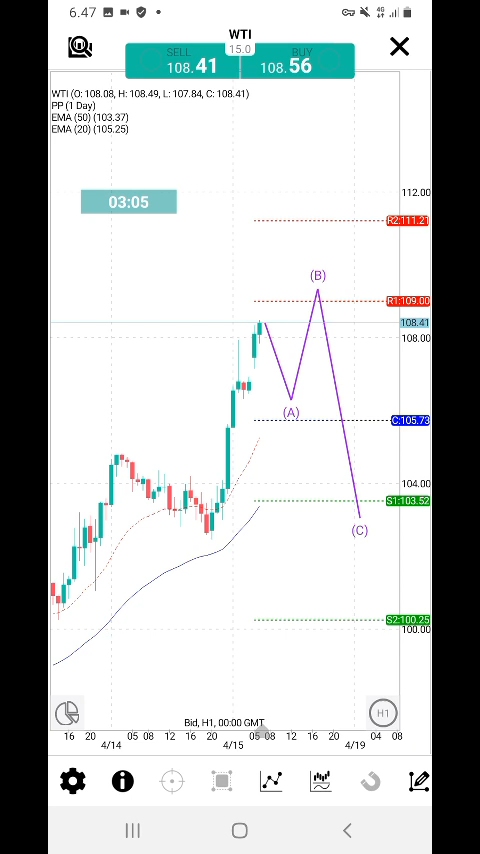 6.47
4G
WTI
SELL
15.0
BUY
108.41
108.56
WTI (O: 108.08, H: 108.49, L: 107.84, C: 108.41)
PP (1 Day)
EMA (50) (103.37)
EMA (20) (105.25)
03:05
112.00
R2:111.21
(B)
R1:109.00
108.41
108.00
(A)
C:105.73
104.00
S1:103.52
(C)
S2:100.25
100.00
H1
Bid, H1, 00:00 GMT
16 20 05 08 12 16 20 05 08 12 16 20 04 08
4/14 4/15 4/19